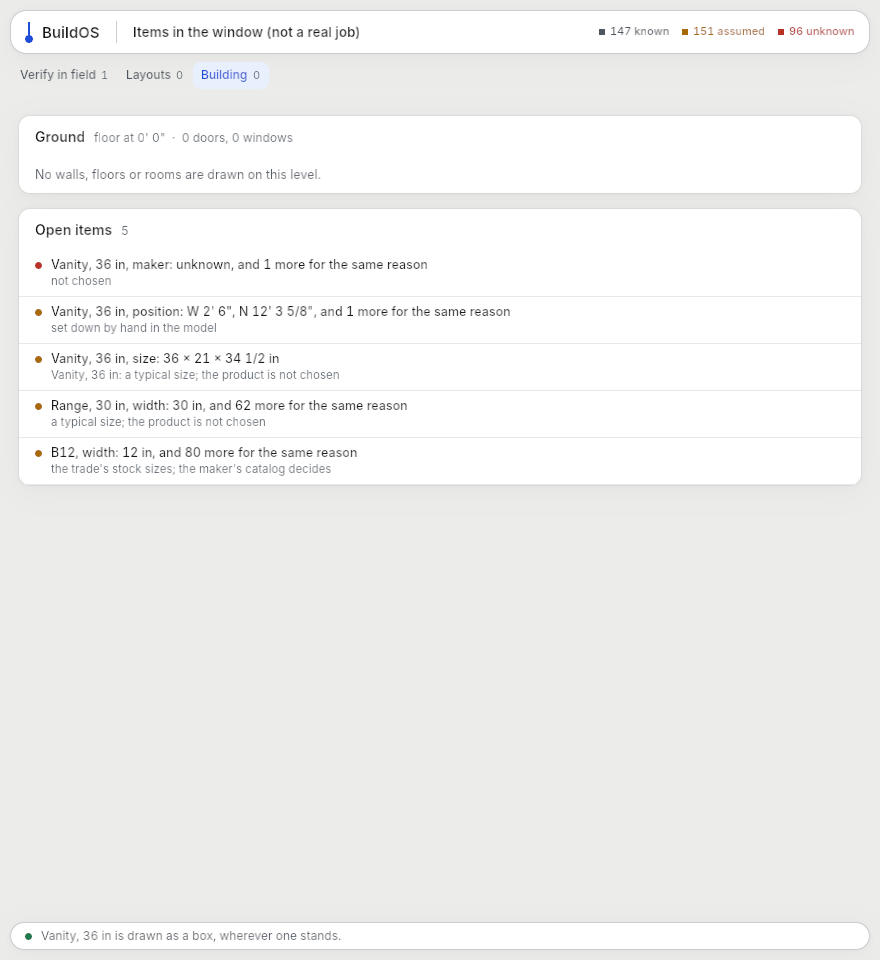 BuildOS
Items in the window (not a real job)
147 known
151 assumed
96 unknown
Verify in field 1
Layouts 0
Building 0
Ground floor at 0' 0" · 0 doors, 0 windows
No walls, floors or rooms are drawn on this level.
Open items 5
Vanity, 36 in, maker: unknown, and 1 more for the same reason
not chosen
Vanity, 36 in, position: W 2' 6", N 12' 3 5/8", and 1 more for the same reason
set down by hand in the model
Vanity, 36 in, size: 36 × 21 × 34 1/2 in
Vanity, 36 in: a typical size; the product is not chosen
Range, 30 in, width: 30 in, and 62 more for the same reason
a typical size; the product is not chosen
B12, width: 12 in, and 80 more for the same reason
the trade's stock sizes; the maker's catalog decides
Vanity, 36 in is drawn as a box, wherever one stands.